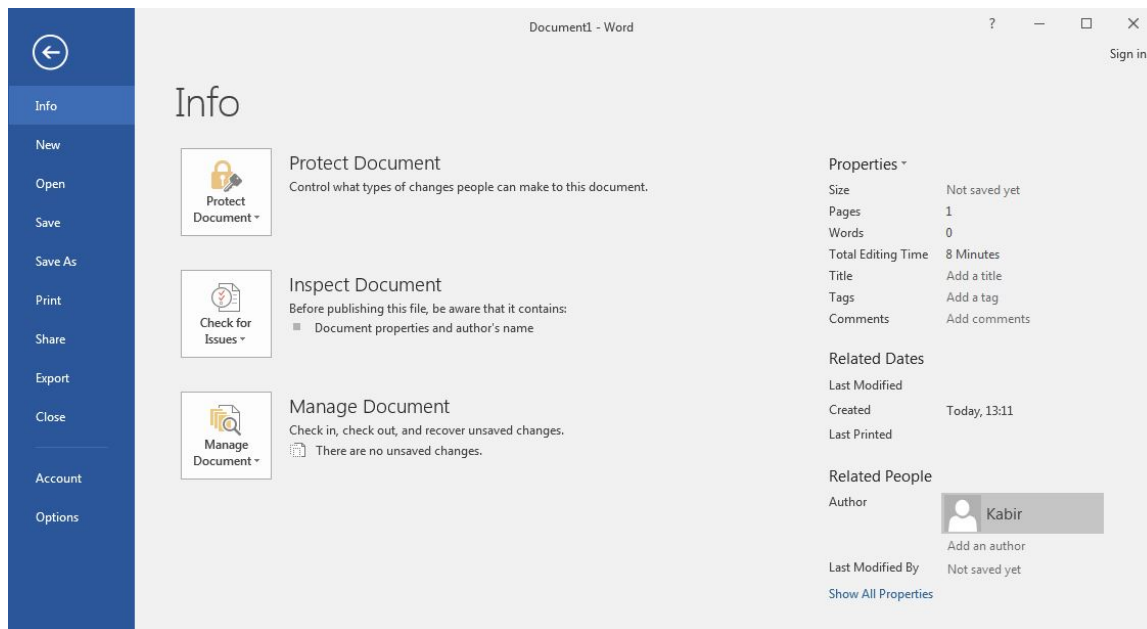 Document1 - Word
?
Sign in
Info
New
Open
Save
Save As
Print
Share
Export
Close
Account
Options
Info
Protect
Document
Protect Document
Control what types of changes people can make to this document.
Check for
Issues
Inspect Document
Before publishing this file, be aware that it contains:
Document properties and author's name
Manage
Document
Manage Document
Check in, check out, and recover unsaved changes.
There are no unsaved changes.
Properties
Size Not saved yet
Pages 1
Words 0
Total Editing Time 8 Minutes
Title Add a title
Tags Add a tag
Comments Add comments
Related Dates
Last Modified
Created Today, 13:11
Last Printed
Related People
Author Kabir
Add an author
Last Modified By Not saved yet
Show All Properties